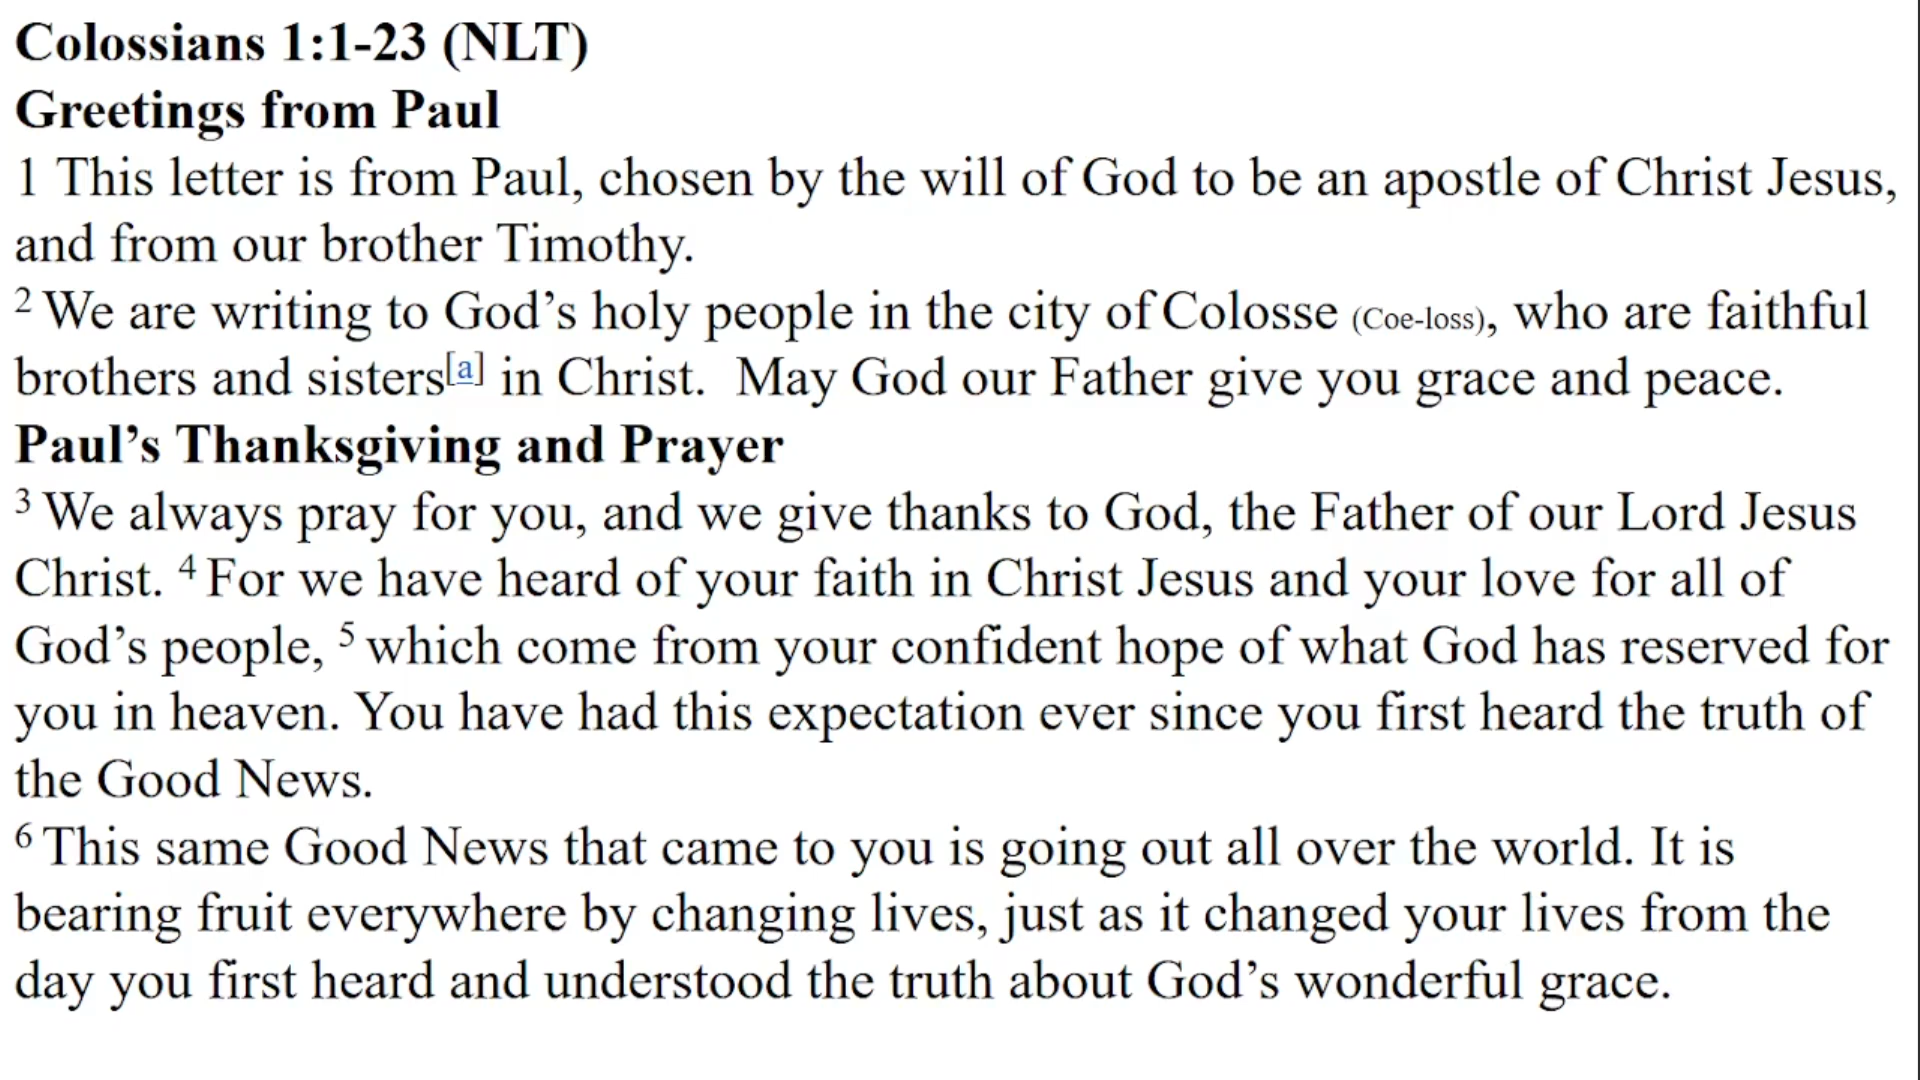 Colossians 1:1-23 (NLT)
Greetings from Paul
1 This letter is from Paul, chosen by the will of God to be an apostle of Christ Jesus,
and from our brother Timothy.
2 We are writing to God’s holy people in the city of Colosse (Coe-loss), who are faithful
brothers and sisters[a] in Christ.  May God our Father give you grace and peace.
Paul’s Thanksgiving and Prayer
3 We always pray for you, and we give thanks to God, the Father of our Lord Jesus
Christ. 4 For we have heard of your faith in Christ Jesus and your love for all of
God’s people, 5 which come from your confident hope of what God has reserved for
you in heaven. You have had this expectation ever since you first heard the truth of
the Good News.
6 This same Good News that came to you is going out all over the world. It is
bearing fruit everywhere by changing lives, just as it changed your lives from the
day you first heard and understood the truth about God’s wonderful grace.